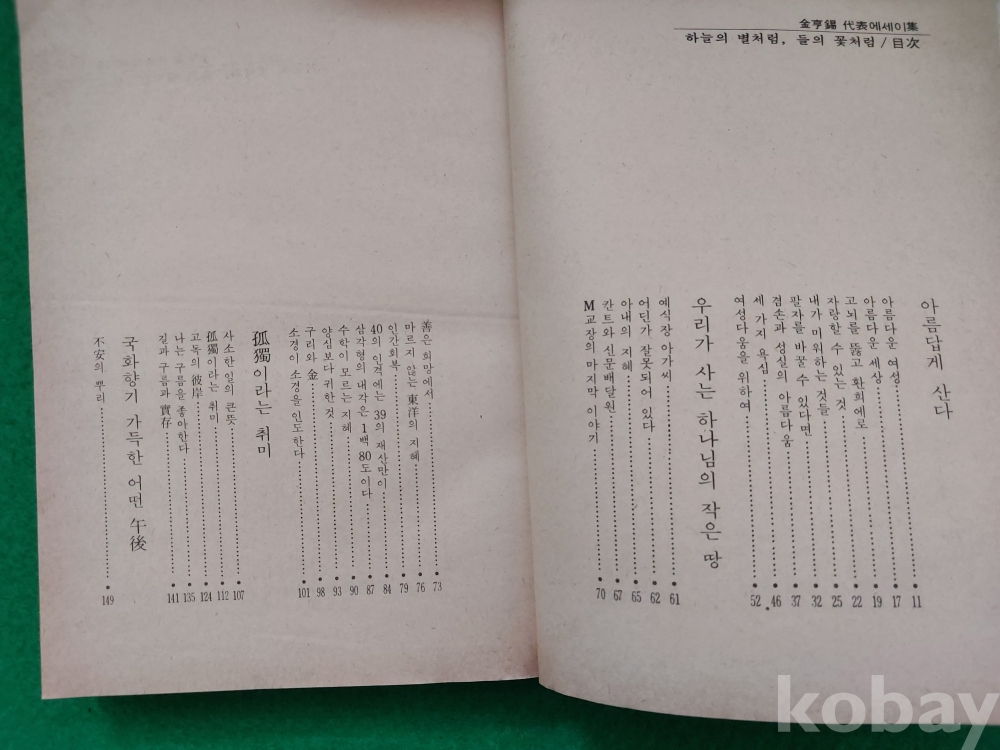 金亨錫 代表에세이集
하늘의 별처럼, 들의 꽃처럼/目次
아름답게 산다
아름다운 여성 11
아름다운 세상 17
고뇌를 뚫고 환희에로 19
자랑할 수 있는 것 22
내가 미워하는 것들 25
팔자를 바꿀 수 있다면 32
겸손과 성실의 아름다움 37
세 가지 욕심 46
여성다움을 위하여 52
우리가 사는 하나님의 작은 땅
예식장 아가씨 61
어딘가 잘못되어 있다 62
아내의 지혜 65
칸트와 신문배달원 67
M교장의 마지막 이야기 70
善은 희망에서 73
마르지 않는 東洋의 지혜 76
인간회복 79
40의 인격에는 39의 재산만이 84
삼각형의 내각은 1백 80도이다 87
수학이 모르는 지혜 90
양심보다 귀한 것 93
구리와 金 98
소경이 소경을 인도한다 101
孤獨이라는 취미
사소한 일의 큰 뜻 107
孤獨이라는 취미 112
고독의 彼岸 124
나는 구름을 좋아한다 135
길과 구름과 實存 141
국화향기 가득한 어떤 午後
不安의 뿌리 149
kobay